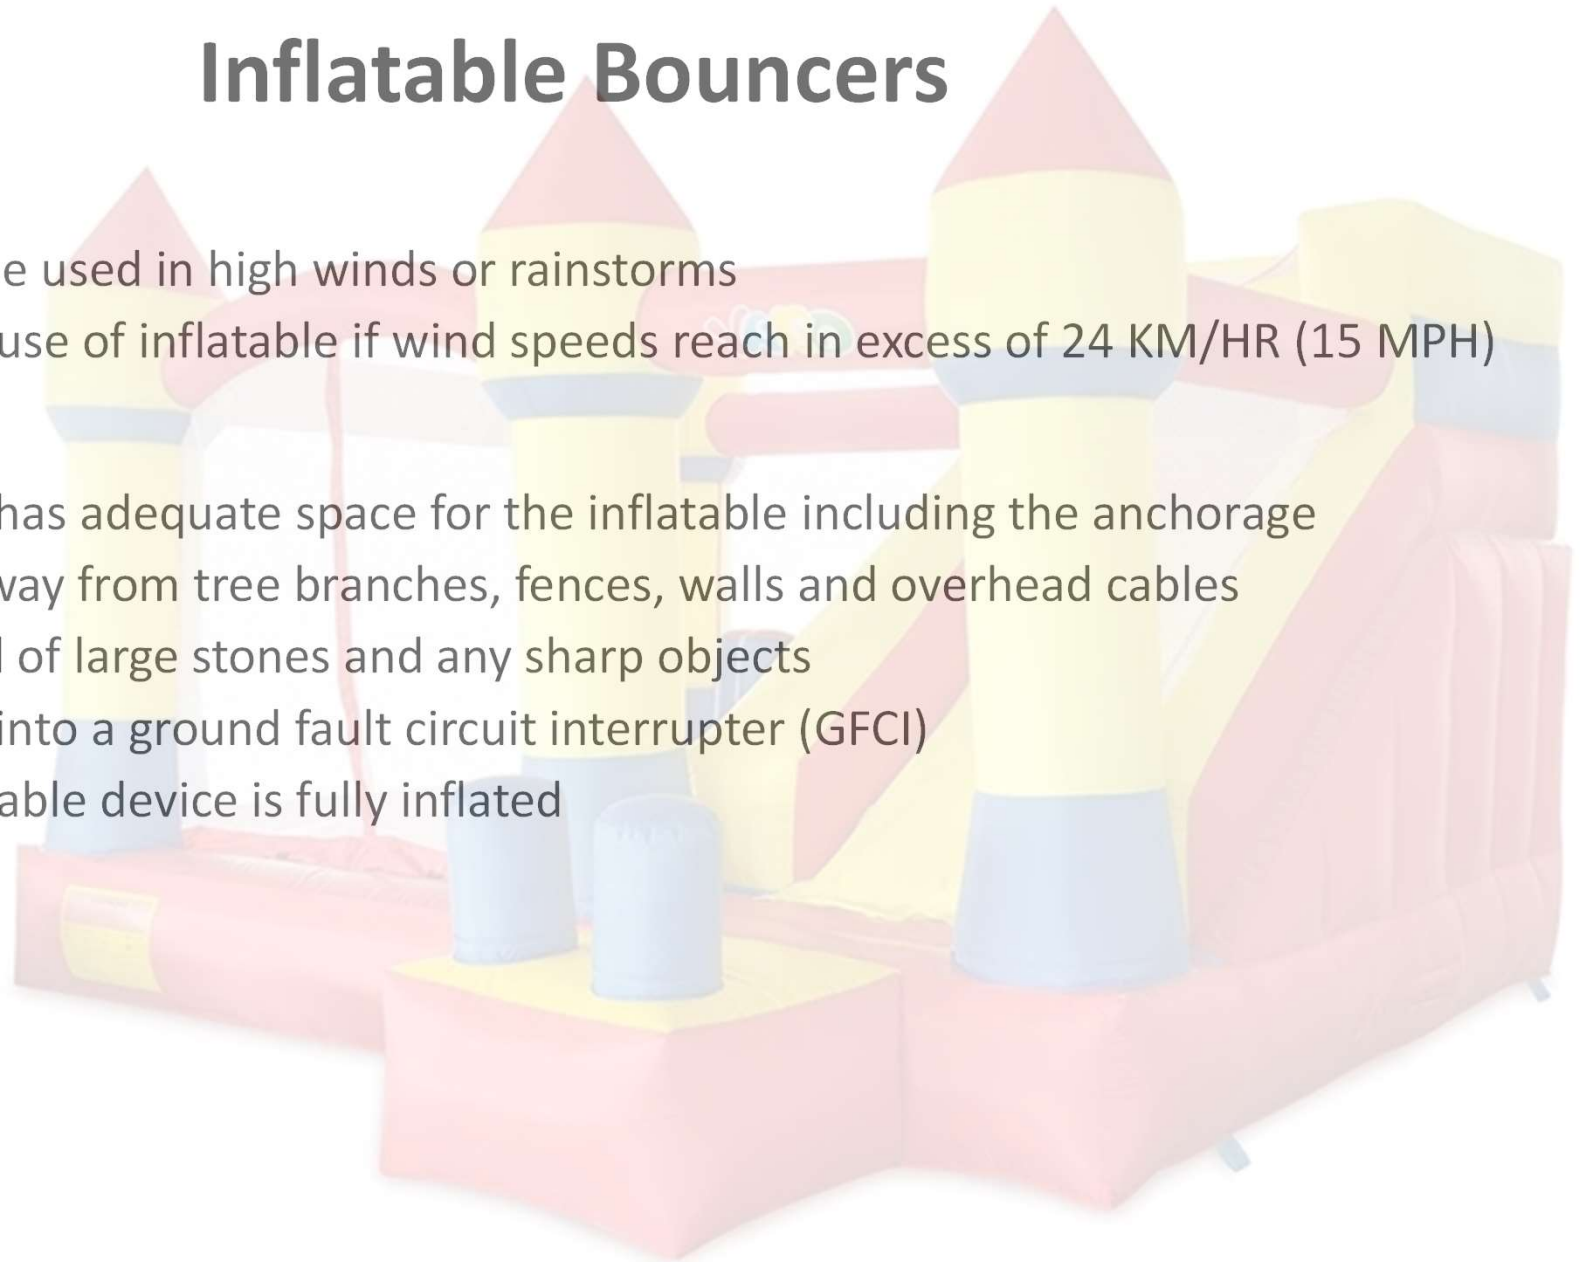 Inflatable Bouncers
e used in high winds or rainstorms
use of inflatable if wind speeds reach in excess of 24 KM/HR (15 MPH)
has adequate space for the inflatable including the anchorage
way from tree branches, fences, walls and overhead cables
of large stones and any sharp objects
into a ground fault circuit interrupter (GFCI)
able device is fully inflated